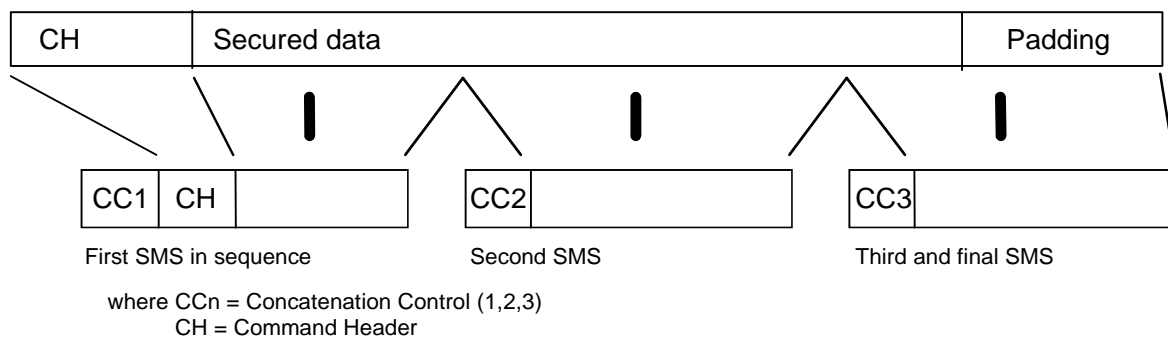 CH Secured data Padding
CC1 CH CC2 CC3
First SMS in sequence Second SMS Third and final SMS
where CCn = Concatenation Control (1,2,3)
CH = Command Header